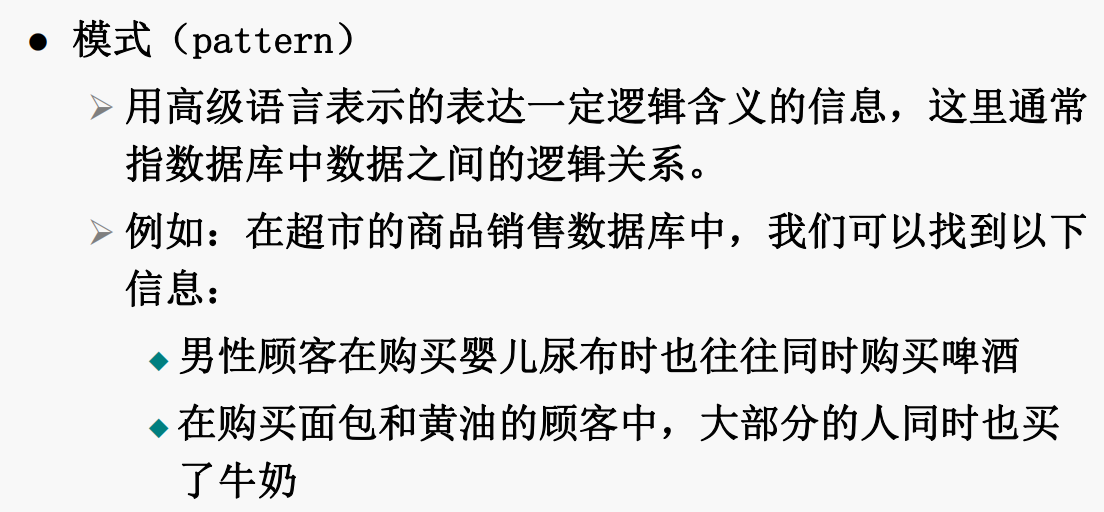 ● 模式（pattern）
➢ 用高级语言表示的表达一定逻辑含义的信息，这里通常
指数据库中数据之间的逻辑关系。
➢ 例如：在超市的商品销售数据库中，我们可以找到以下
信息：
◆ 男性顾客在购买婴儿尿布时也往往同时购买啤酒
◆ 在购买面包和黄油的顾客中，大部分的人同时也买
了牛奶